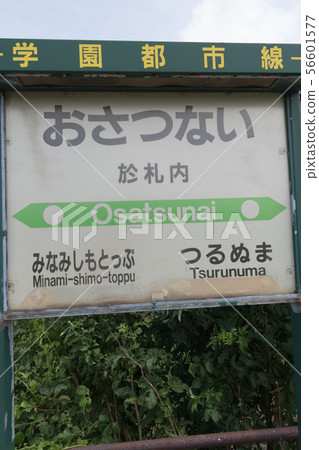 学園都市線
おさつない
於札内
Osatsunai
みなみしもとっぷ
Minami-shimo-toppu
つるぬま
Tsurunuma
PIXTA
56601577